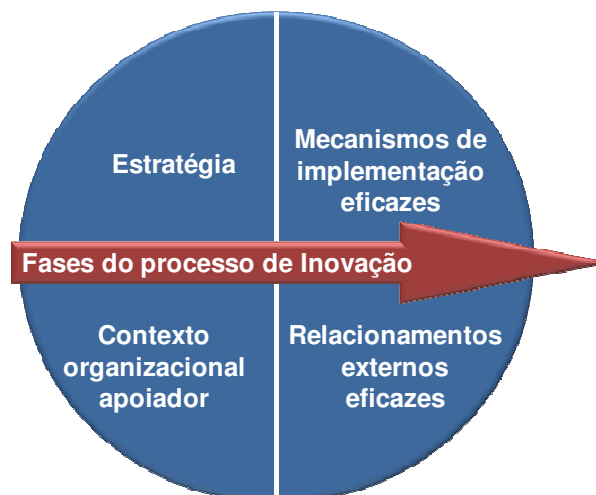 Estratégia
Mecanismos de
implementação
eficazes
Fases do processo de Inovação
Contexto
organizacional
apoiador
Relacionamentos
externos
eficazes